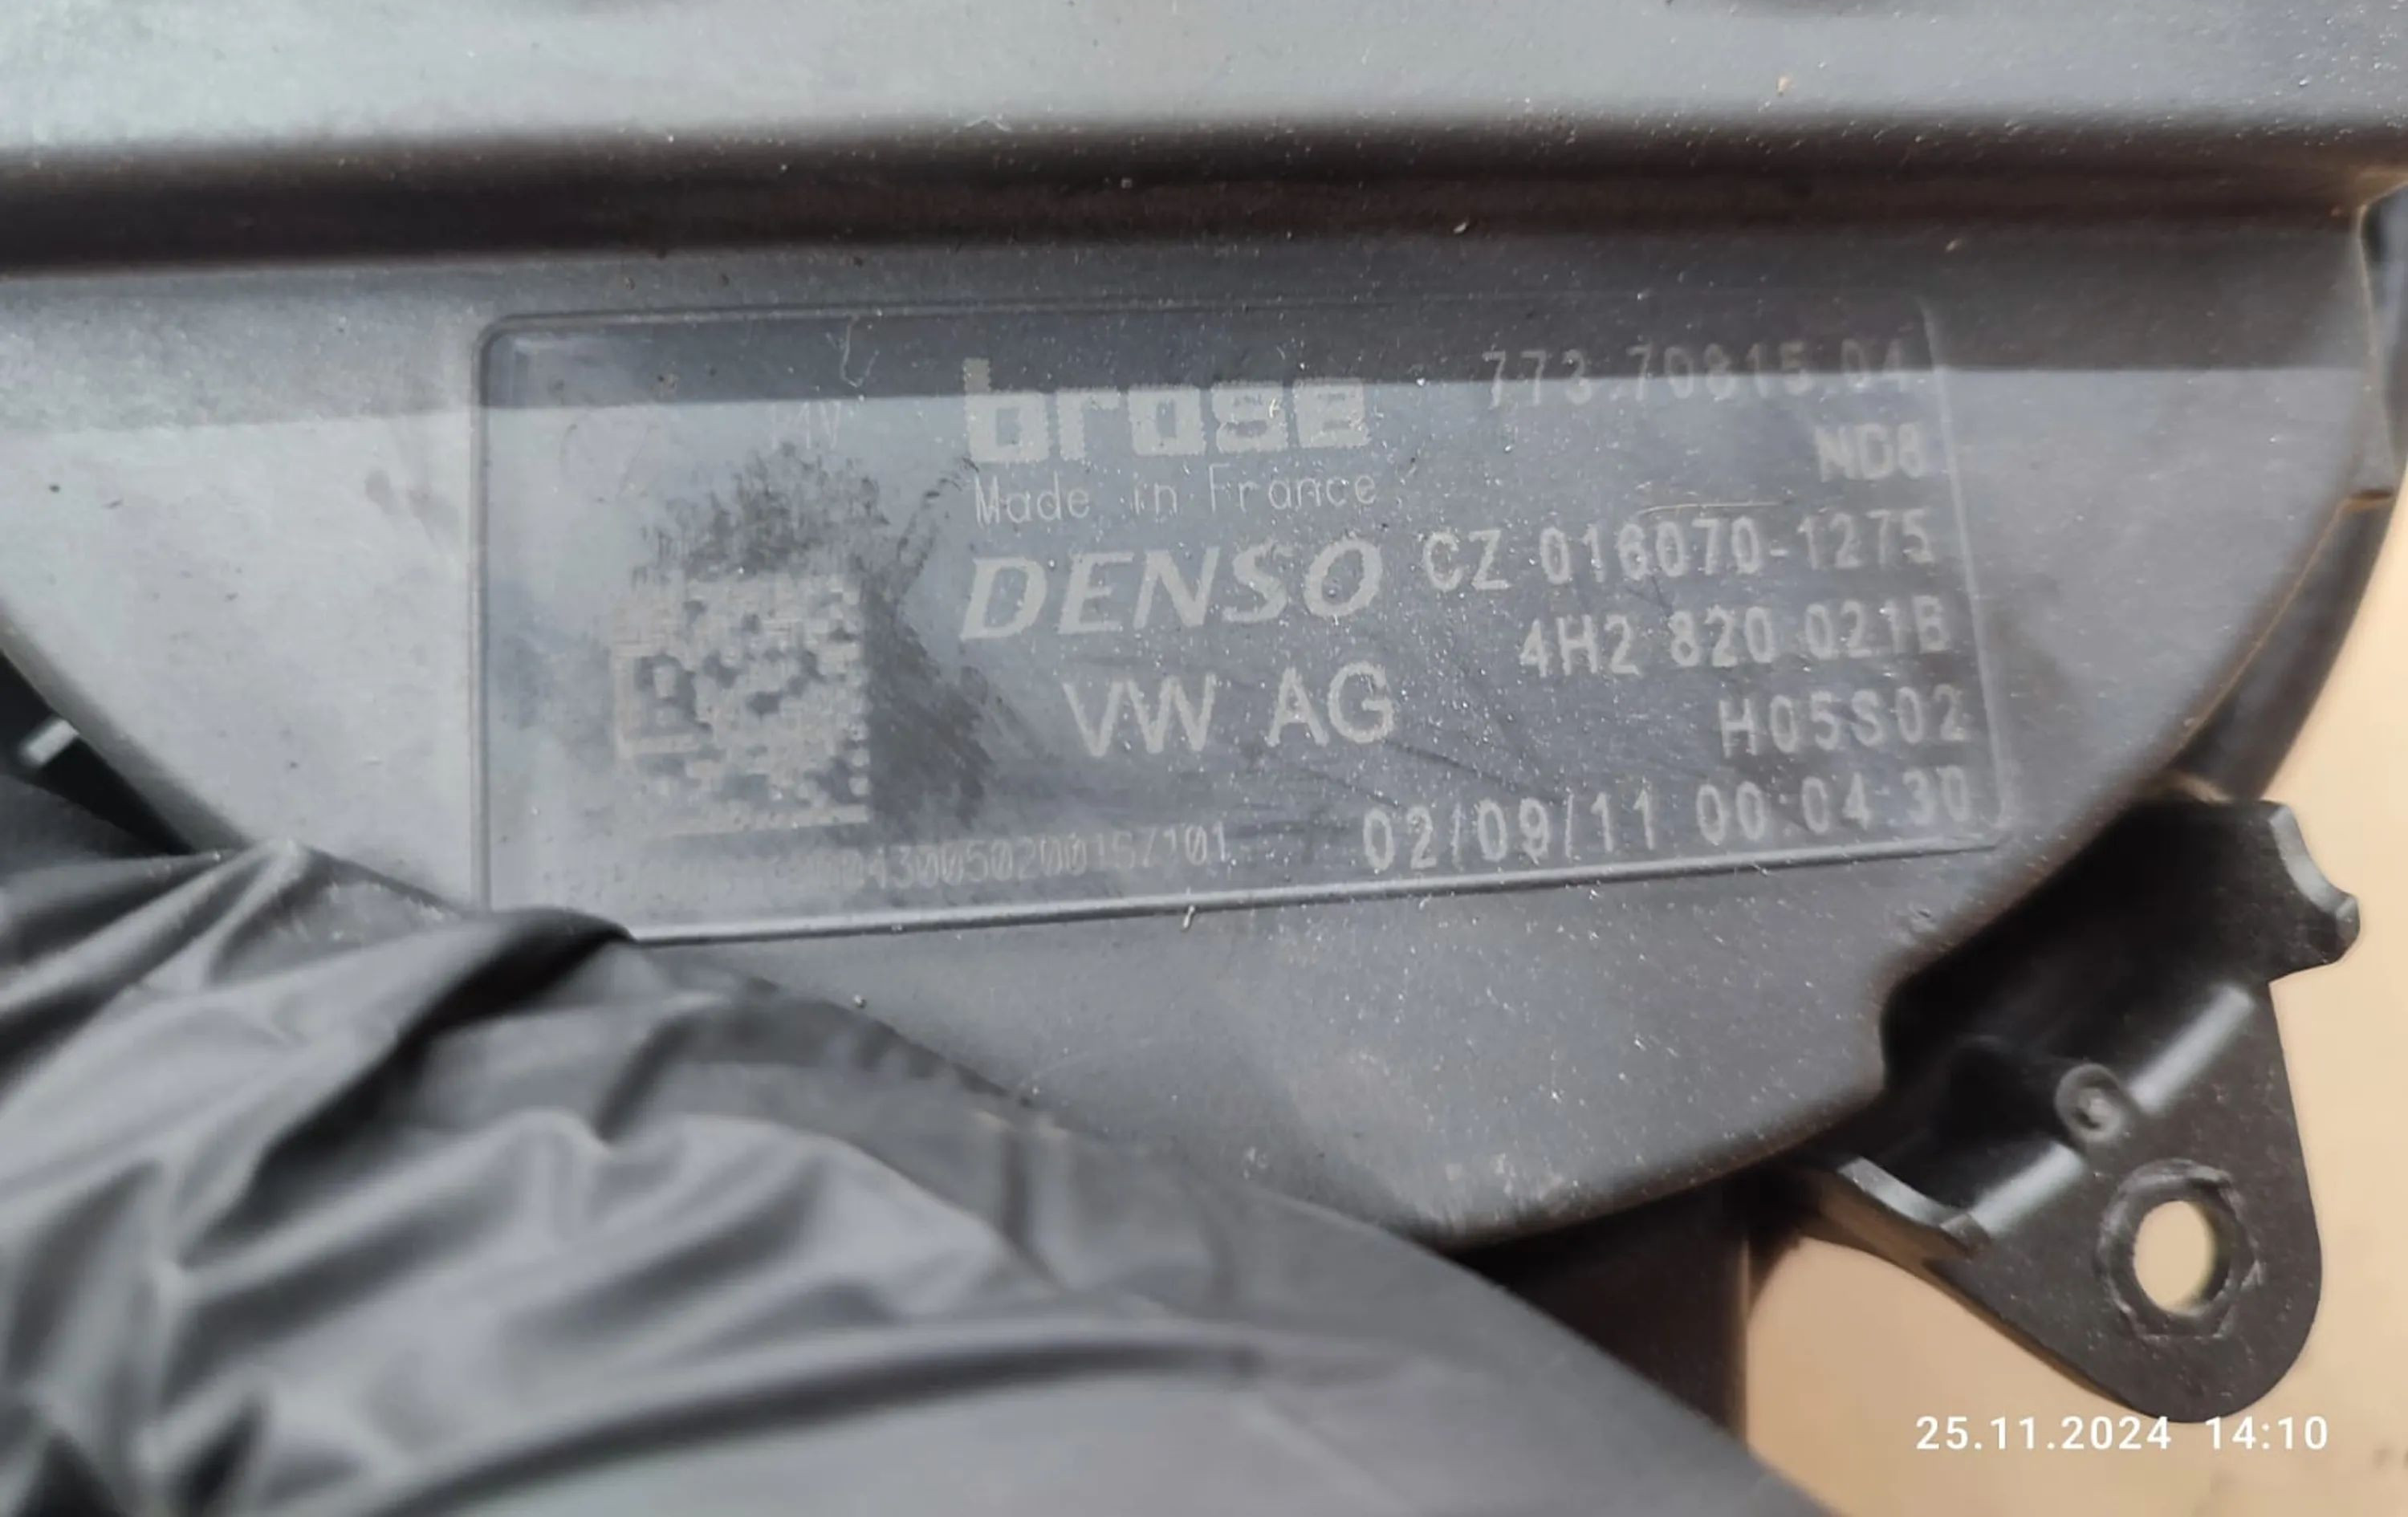 brose 773.70815.04
Made in France ND8
DENSO CZ 016070-1275
4H2 820 021B
VW AG H05S02
02/09/11 00:04:30
25.11.2024 14:10